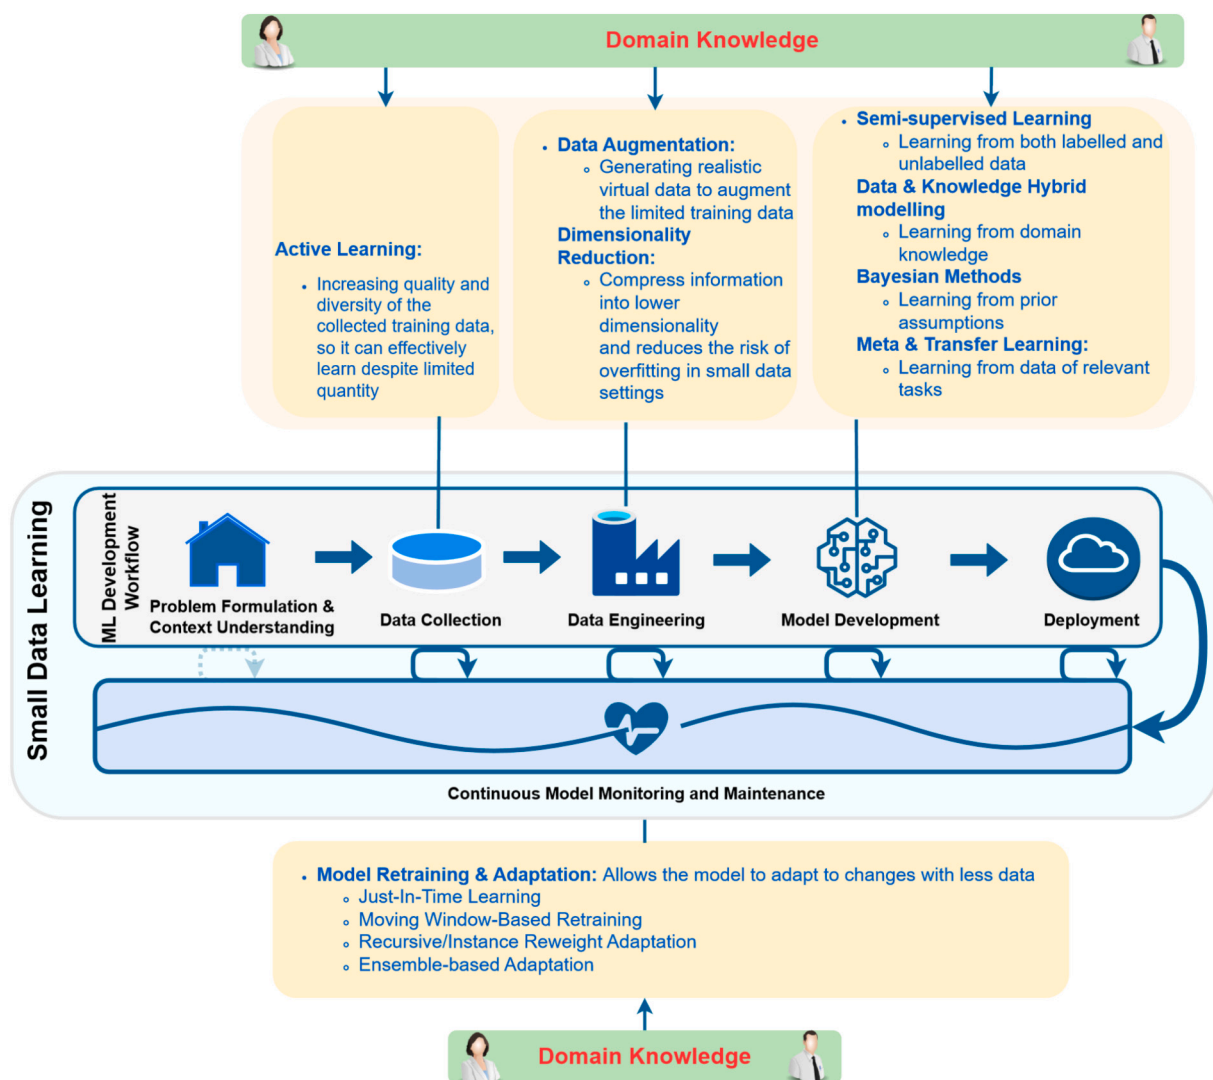 Domain Knowledge
Active Learning:
• Increasing quality and
diversity of the
collected training data,
so it can effectively
learn despite limited
quantity
• Data Augmentation:
◦ Generating realistic
virtual data to augment
the limited training data
Dimensionality
Reduction:
◦ Compress information
into lower
dimensionality
and reduces the risk of
overfitting in small data
settings
• Semi-supervised Learning
◦ Learning from both labelled and
unlabelled data
Data & Knowledge Hybrid
modelling
◦ Learning from domain
knowledge
Bayesian Methods
◦ Learning from prior
assumptions
Meta & Transfer Learning:
◦ Learning from data of relevant
tasks
Small Data Learning
ML Development
Workflow
Problem Formulation &
Context Understanding
Data Collection
Data Engineering
Model Development
Deployment
Continuous Model Monitoring and Maintenance
• Model Retraining & Adaptation: Allows the model to adapt to changes with less data
◦ Just-In-Time Learning
◦ Moving Window-Based Retraining
◦ Recursive/Instance Reweight Adaptation
◦ Ensemble-based Adaptation
Domain Knowledge